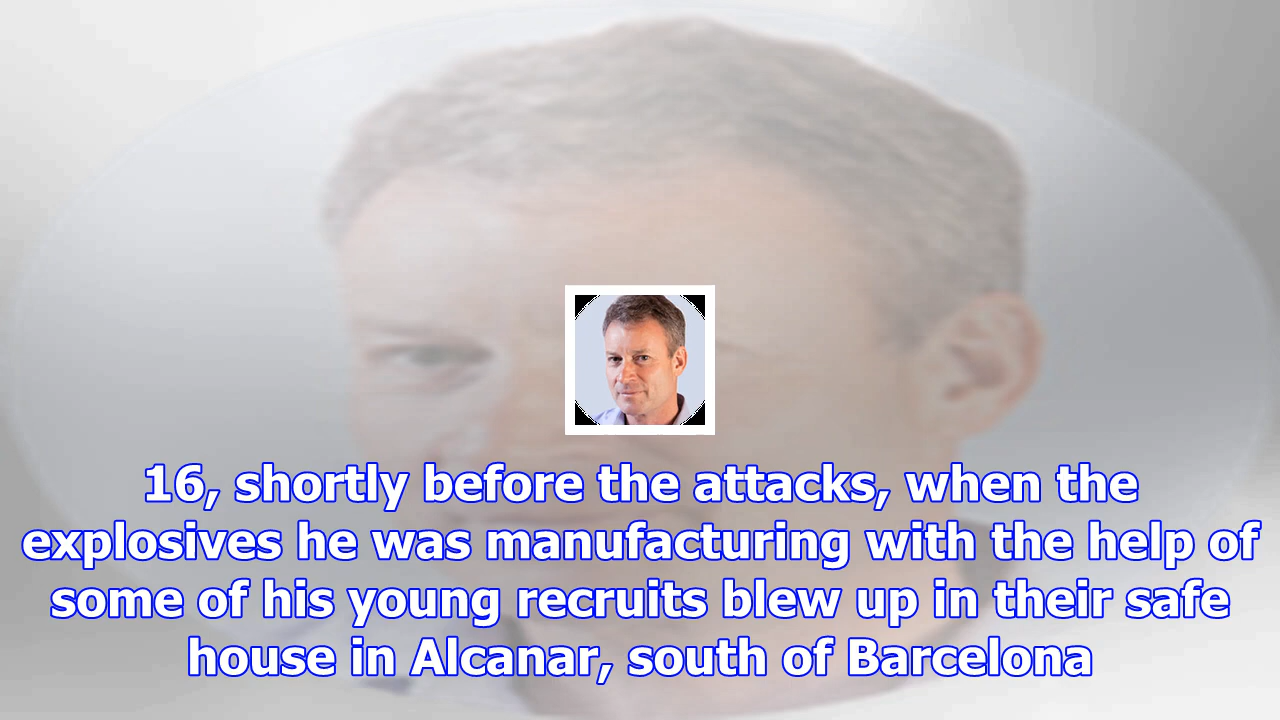 16, shortly before the attacks, when the
explosives he was manufacturing with the help of
some of his young recruits blew up in their safe
house in Alcanar, south of Barcelona